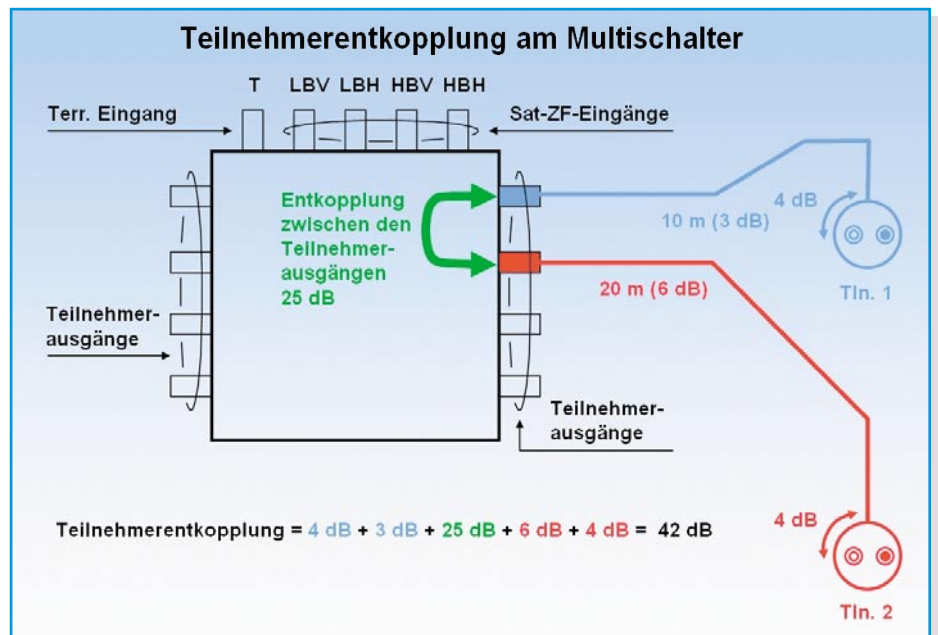 Teilnehmerentkopplung am Multischalter
T LBV LBH HBV HBH
Terr. Eingang
Sat-ZF-Eingänge
Entkopplung
zwischen den
Teilnehmer-
ausgängen
25 dB
4 dB
10 m (3 dB)
Tln. 1
20 m (6 dB)
Teilnehmer-
ausgänge
Teilnehmer-
ausgänge
Teilnehmerentkopplung = 4 dB + 3 dB + 25 dB + 6 dB + 4 dB = 42 dB
4 dB
Tln. 2